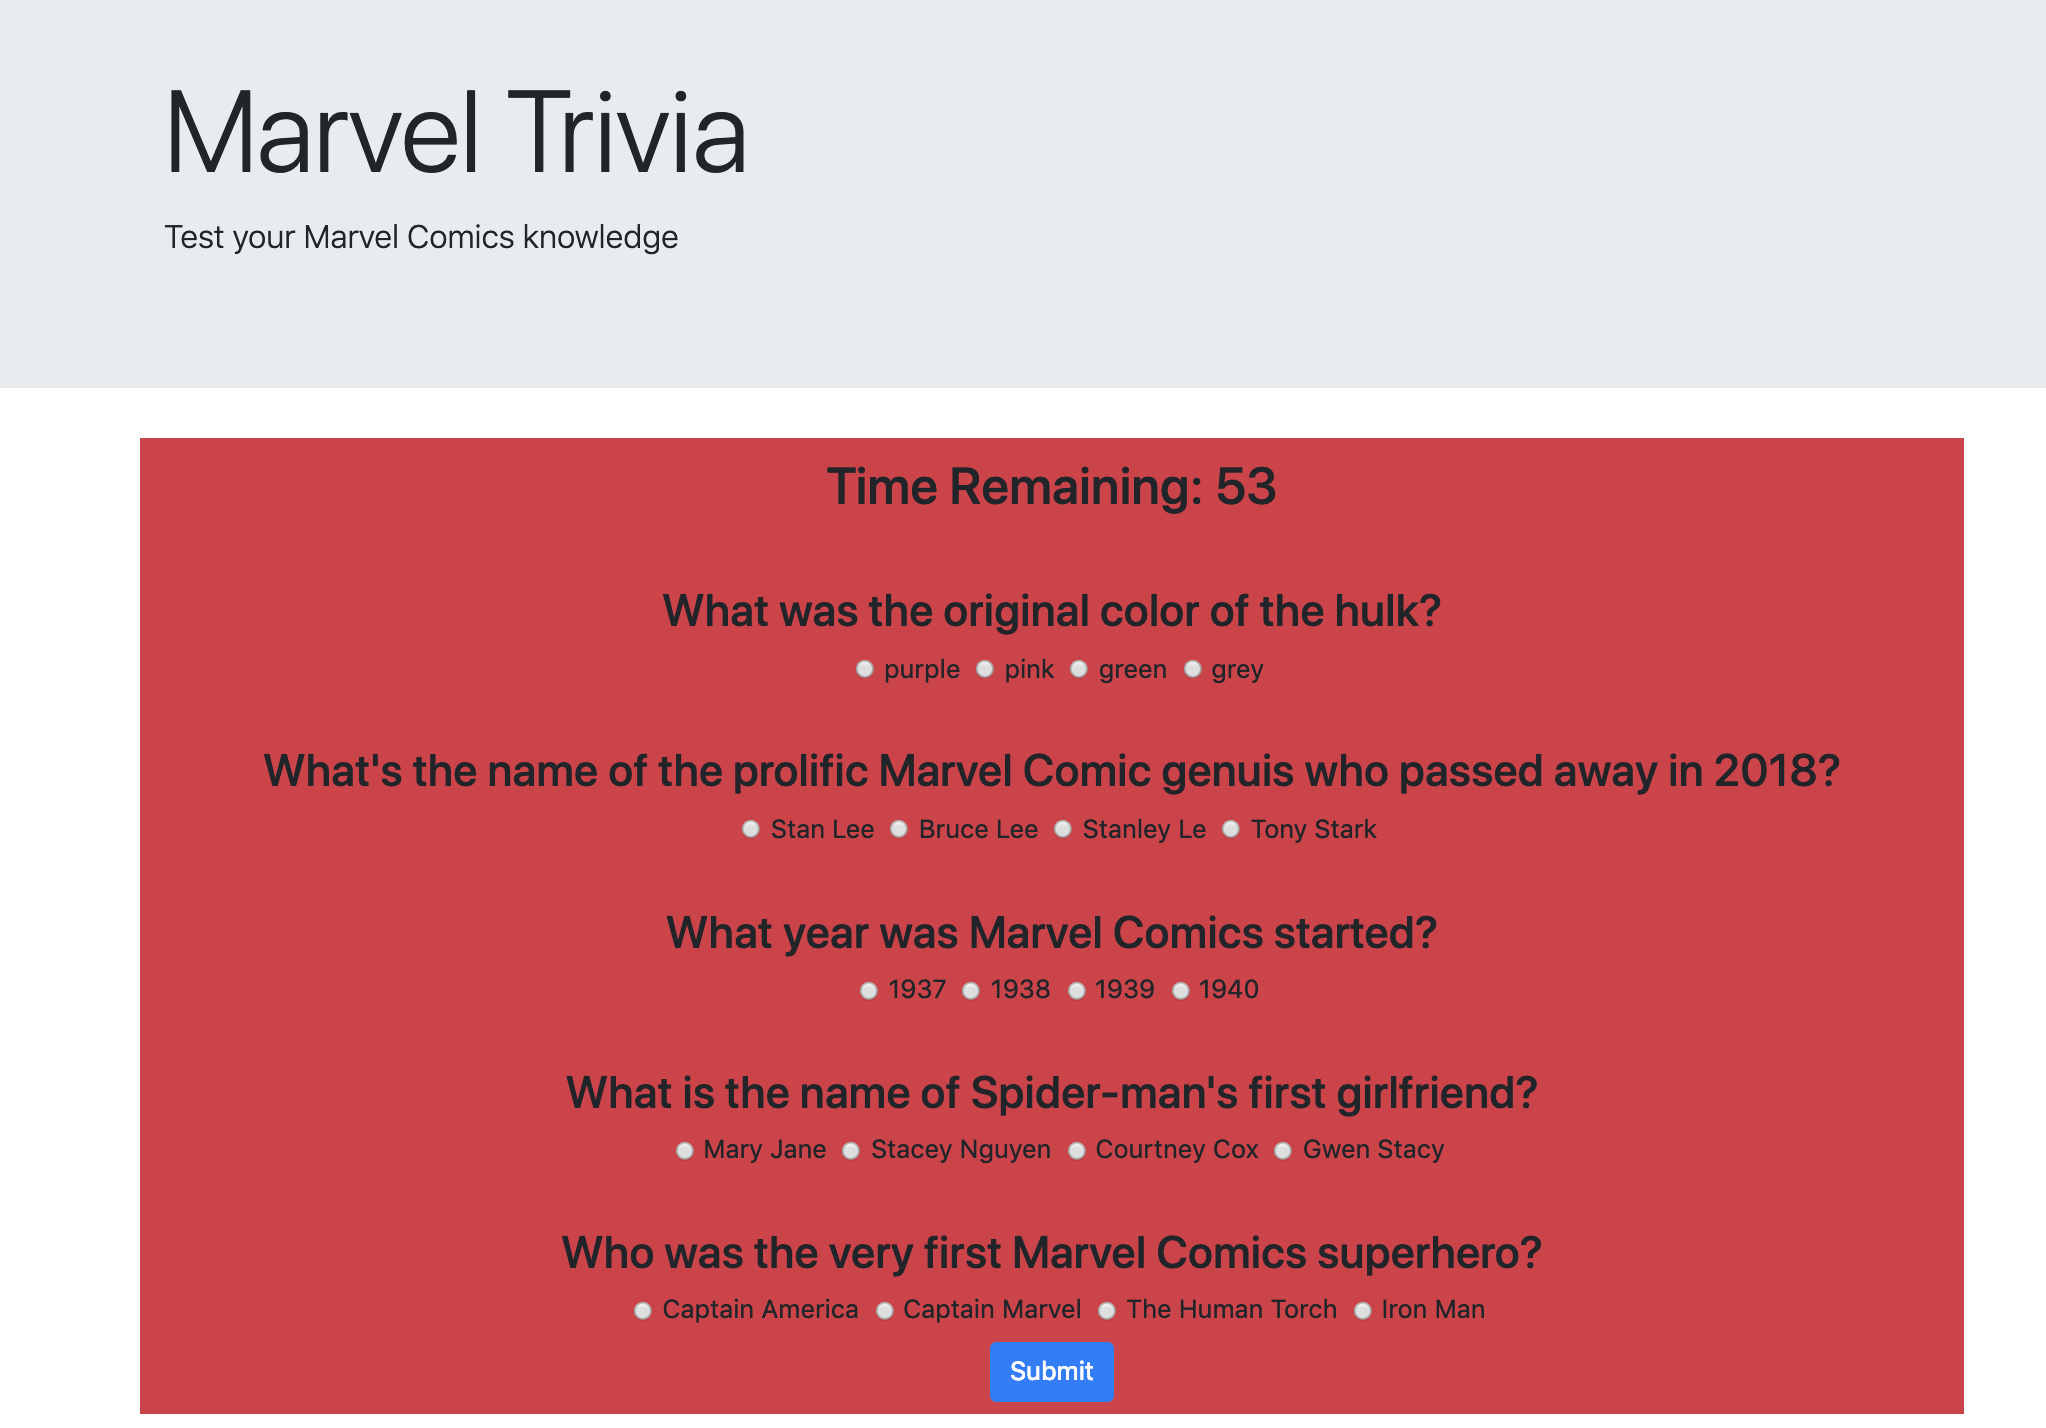 Marvel Trivia
Test your Marvel Comics knowledge
Time Remaining: 53
What was the original color of the hulk?
purple pink green grey
What's the name of the prolific Marvel Comic genuis who passed away in 2018?
Stan Lee Bruce Lee Stanley Le Tony Stark
What year was Marvel Comics started?
1937 1938 1939 1940
What is the name of Spider-man's first girlfriend?
Mary Jane Stacey Nguyen Courtney Cox Gwen Stacy
Who was the very first Marvel Comics superhero?
Captain America Captain Marvel The Human Torch Iron Man
Submit